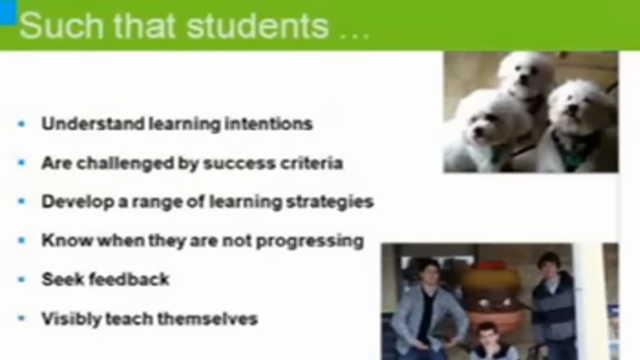 Such that students ...
Understand learning intentions
Are challenged by success criteria
Develop a range of learning strategies
Know when they are not progressing
Seek feedback
Visibly teach themselves